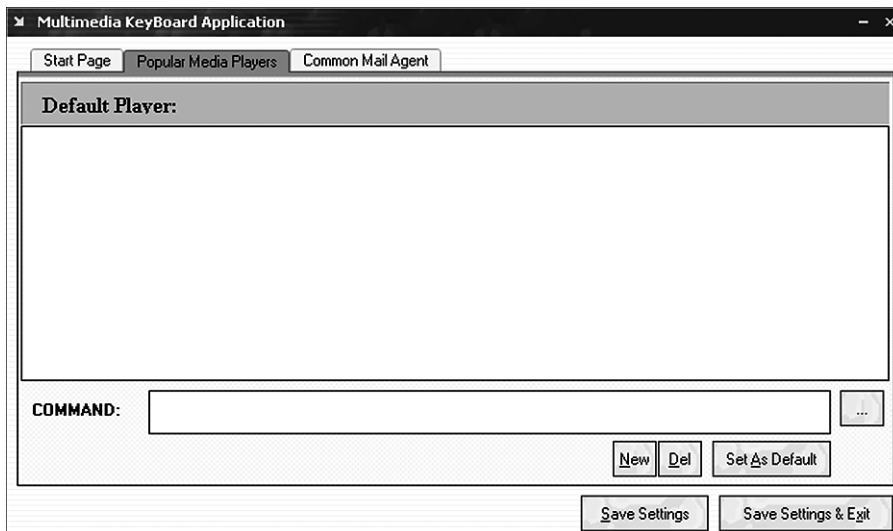 Multimedia KeyBoard Application
Start Page Popular Media Players Common Mail Agent
Default Player:
COMMAND: ...
New Del Set As Default
Save Settings Save Settings & Exit